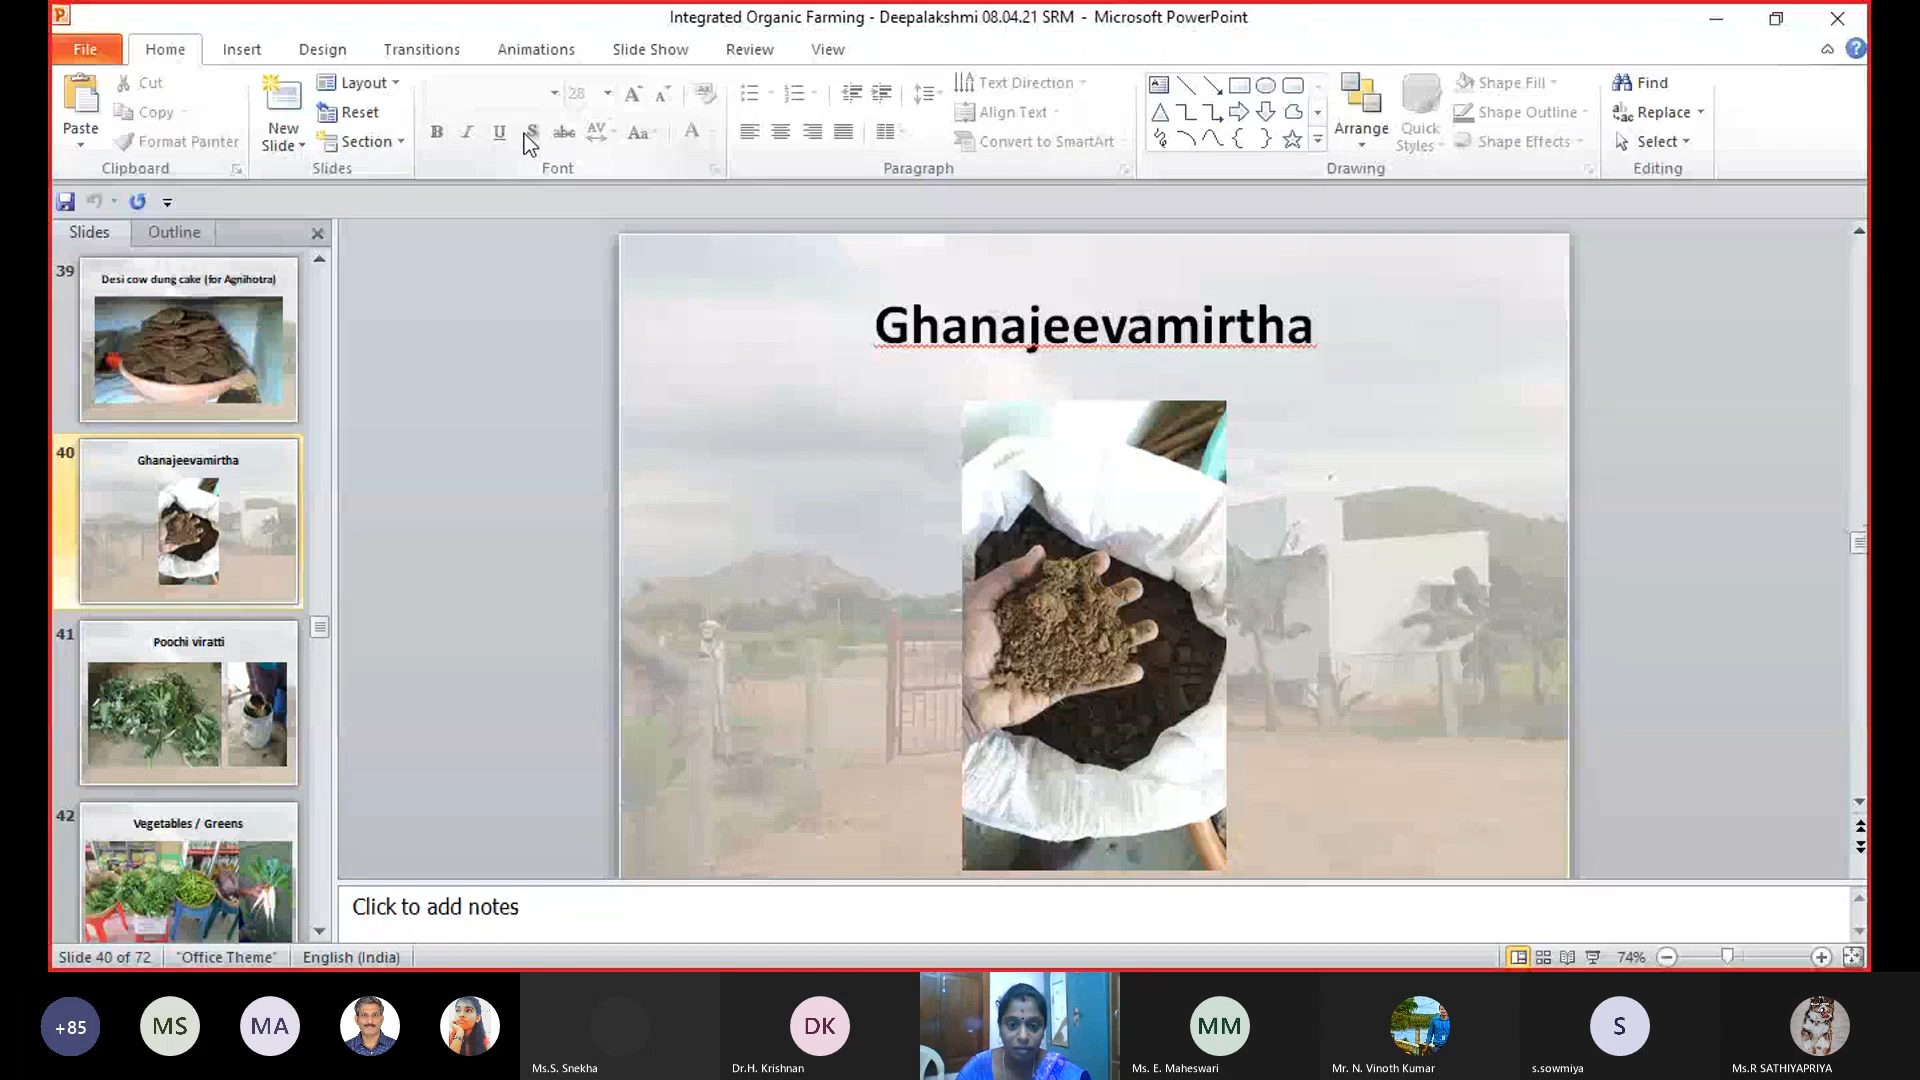 Integrated Organic Farming - Deepalakshmi 08.04.21 SRM - Microsoft PowerPoint
File Home Insert Design Transitions Animations Slide Show Review View
Paste
Cut
Copy
Format Painter
Clipboard
New Slide
Layout
Reset
Section
Slides
28
B I U S abc AV Aa A
Font
Text Direction
Align Text
Convert to SmartArt
Paragraph
Arrange
Quick Styles
Shape Fill
Shape Outline
Shape Effects
Drawing
Find
Replace
Select
Editing
Slides Outline
39
Desi cow dung cake (for Agnihotra)
40
Ghanajeevamirtha
41
Poochi viratti
42
Vegetables / Greens
Ghanajeevamirtha
Click to add notes
Slide 40 of 72 "Office Theme" English (India) 74%
+85 MS MA DK MM S
Ms.S. Snekha Dr.H. Krishnan Ms. E. Maheswari Mr. N. Vinoth Kumar s.sowmiya Ms.R SATHIYAPRIYA